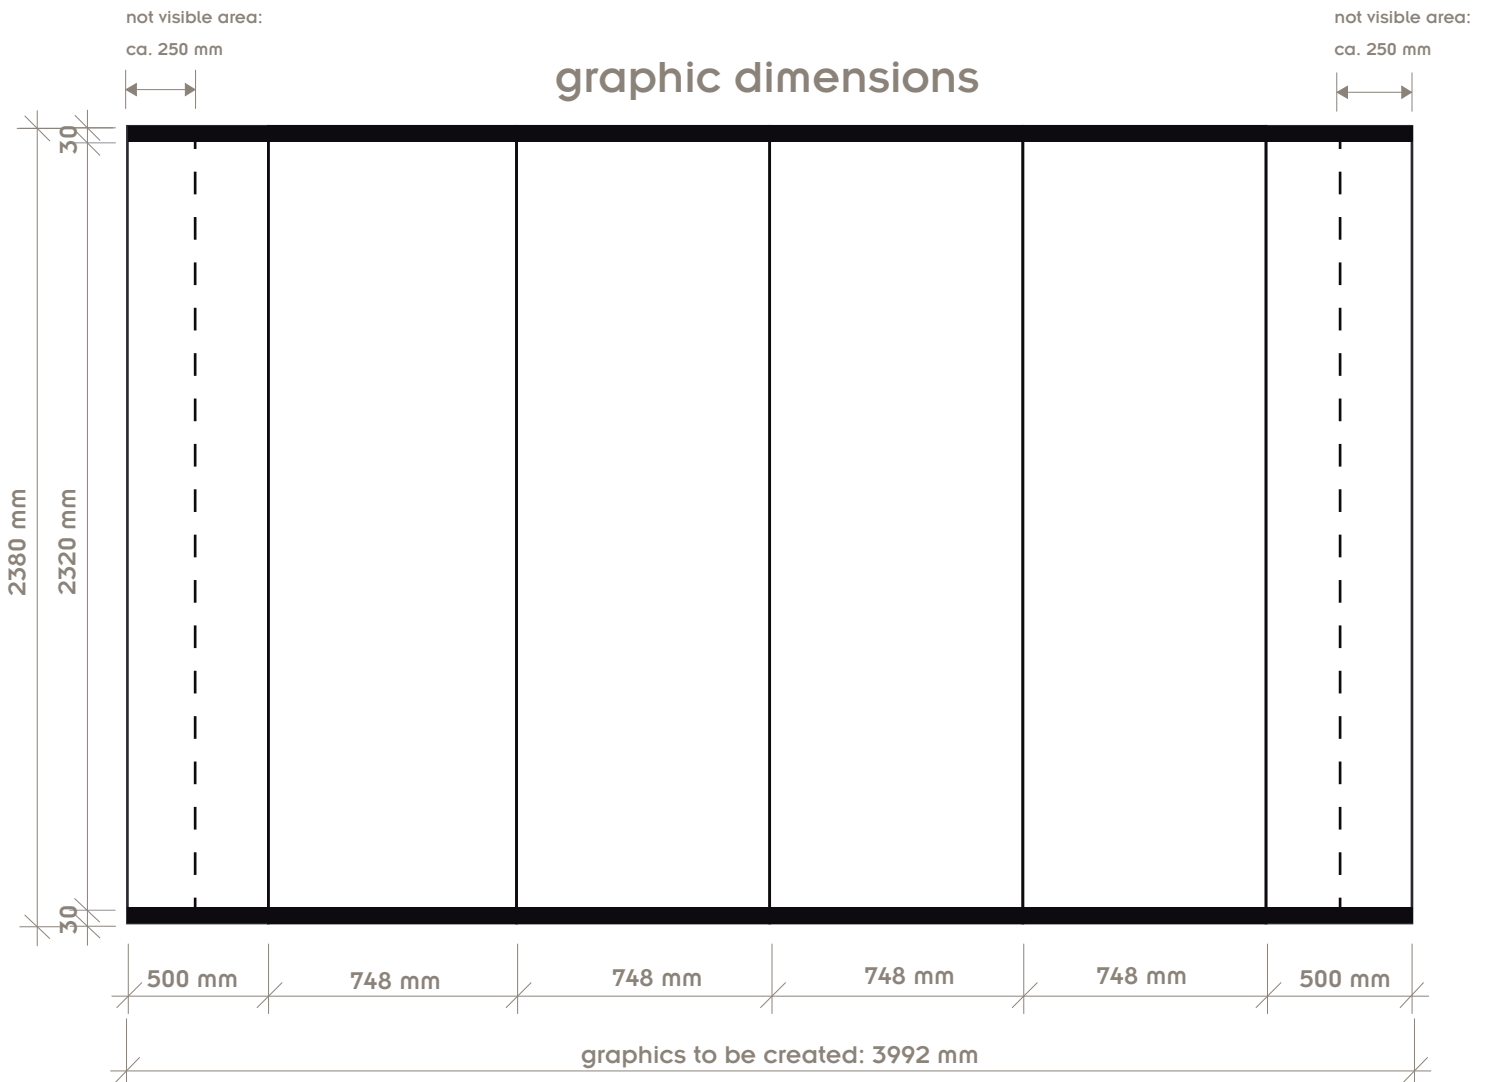 not visible area:
ca. 250 mm
not visible area:
ca. 250 mm
graphic dimensions
30
2380 mm
2320 mm
30
500 mm
748 mm
748 mm
748 mm
748 mm
500 mm
graphics to be created: 3992 mm